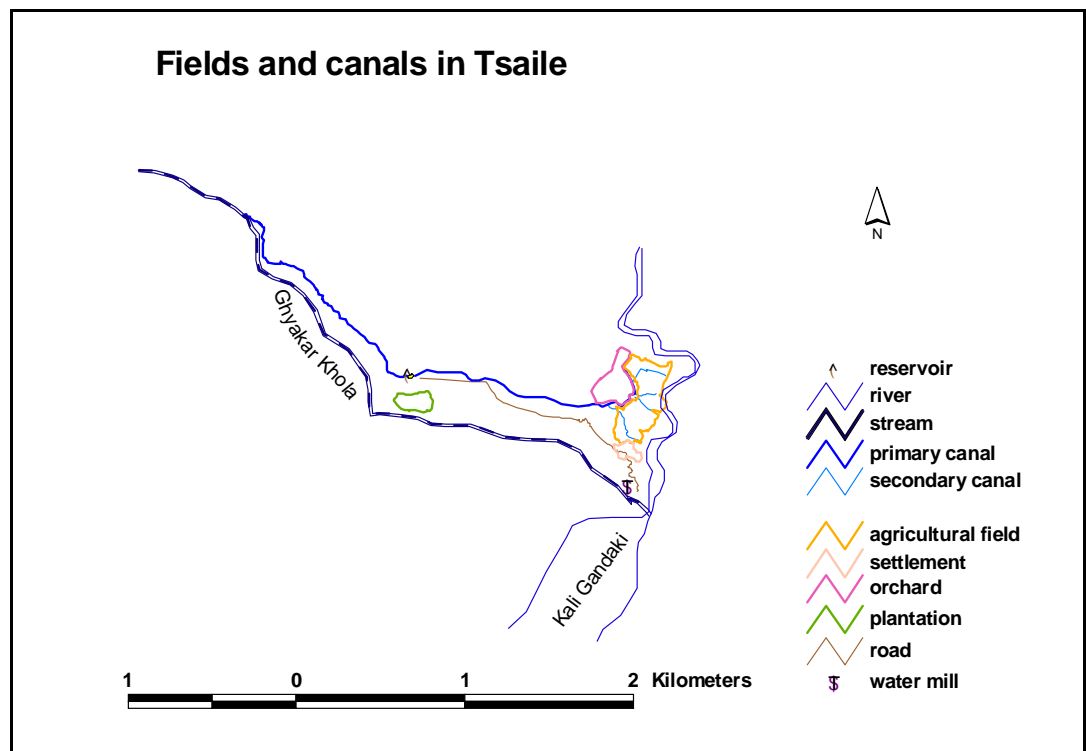 Fields and canals in Tsaile
N
Ghyakar Khola
Kali Gandaki
reservoir
river
stream
primary canal
secondary canal
agricultural field
settlement
orchard
plantation
road
water mill
1 0 1 2 Kilometers